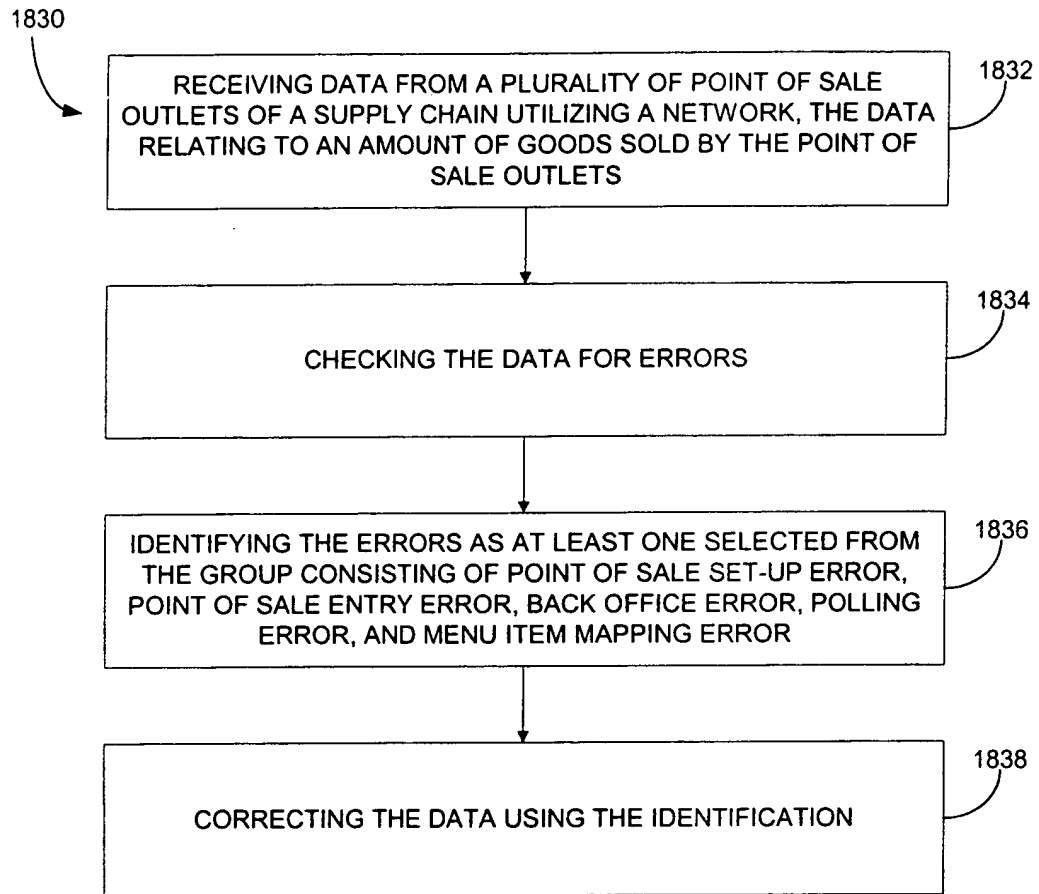 1830
RECEIVING DATA FROM A PLURALITY OF POINT OF SALE
OUTLETS OF A SUPPLY CHAIN UTILIZING A NETWORK, THE DATA
RELATING TO AN AMOUNT OF GOODS SOLD BY THE POINT OF
SALE OUTLETS
1832
CHECKING THE DATA FOR ERRORS
1834
IDENTIFYING THE ERRORS AS AT LEAST ONE SELECTED FROM
THE GROUP CONSISTING OF POINT OF SALE SET-UP ERROR,
POINT OF SALE ENTRY ERROR, BACK OFFICE ERROR, POLLING
ERROR, AND MENU ITEM MAPPING ERROR
1836
CORRECTING THE DATA USING THE IDENTIFICATION
1838